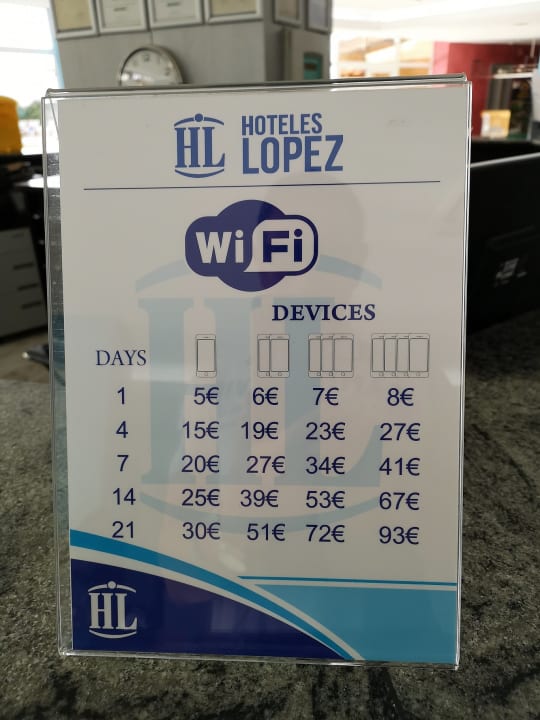 HL HOTELES
LOPEZ
WiFi
DEVICES
DAYS
1 5€ 6€ 7€ 8€
4 15€ 19€ 23€ 27€
7 20€ 27€ 34€ 41€
14 25€ 39€ 53€ 67€
21 30€ 51€ 72€ 93€
HL